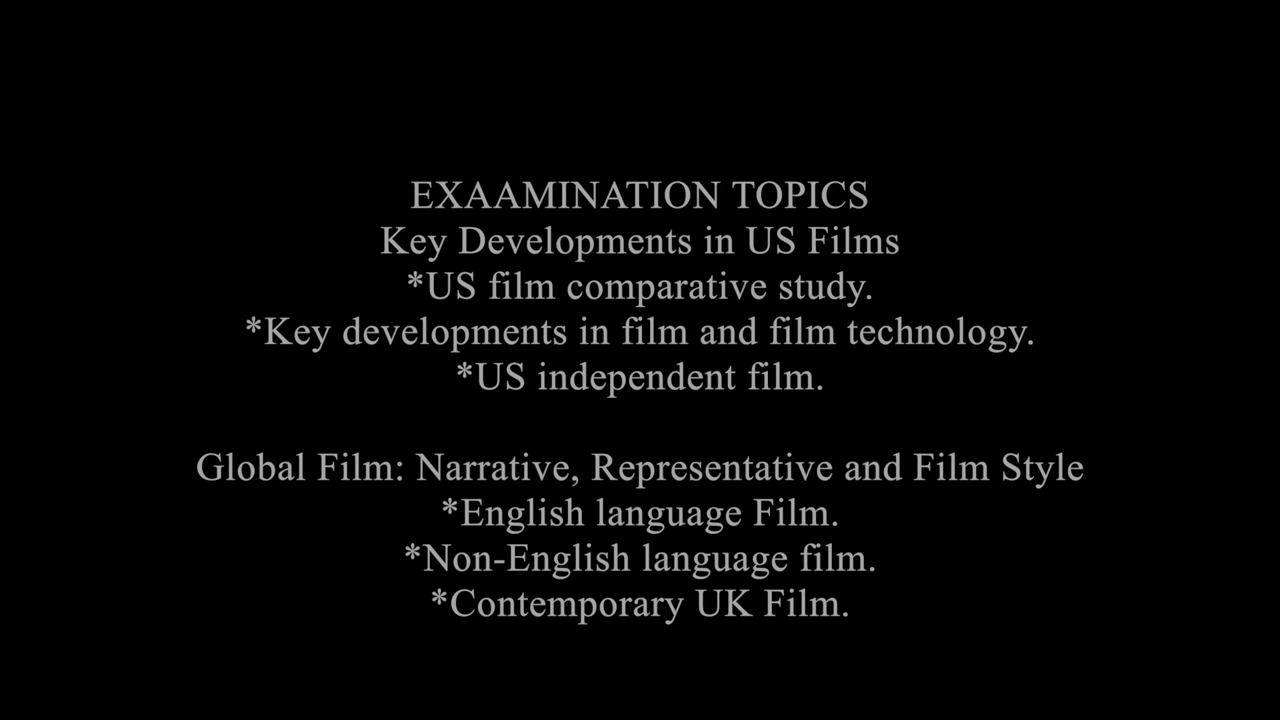 EXAAMINATION TOPICS
Key Developments in US Films
*US film comparative study.
*Key developments in film and film technology.
*US independent film.
Global Film: Narrative, Representative and Film Style
*English language Film.
*Non-English language film.
*Contemporary UK Film.